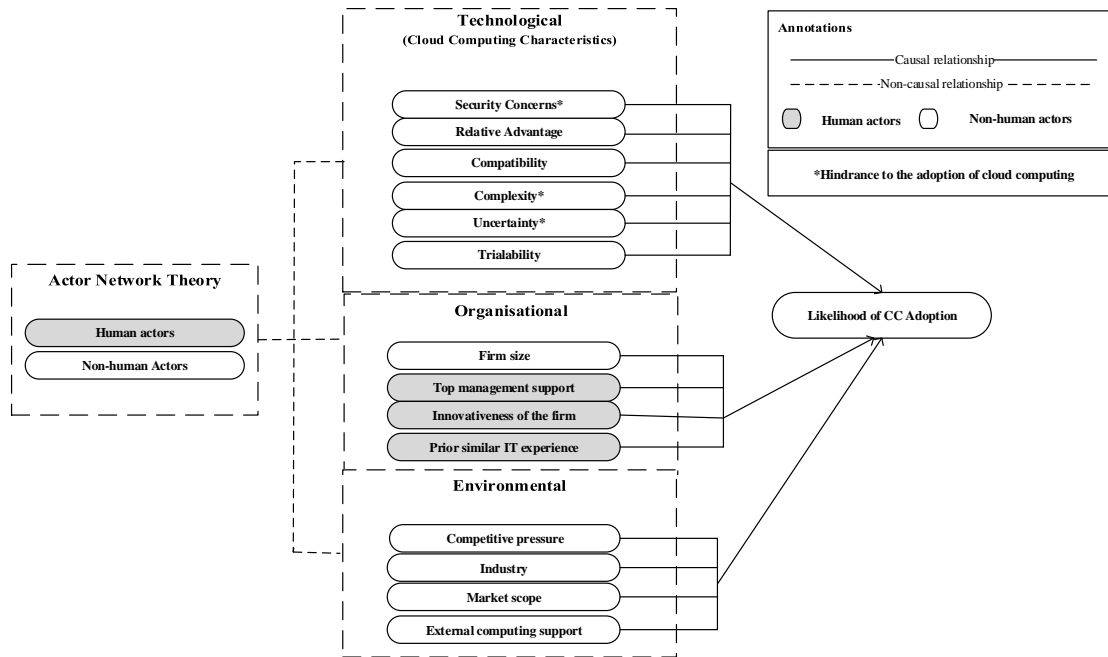 Technological
(Cloud Computing Characteristics)
Security Concerns*
Relative Advantage
Compatibility
Complexity*
Uncertainty*
Trialability
Annotations
Causal relationship
Non-causal relationship
Human actors
Non-human actors
*Hindrance to the adoption of cloud computing
Actor Network Theory
Human actors
Non-human Actors
Organisational
Firm size
Top management support
Innovativeness of the firm
Prior similar IT experience
Likelihood of CC Adoption
Environmental
Competitive pressure
Industry
Market scope
External computing support